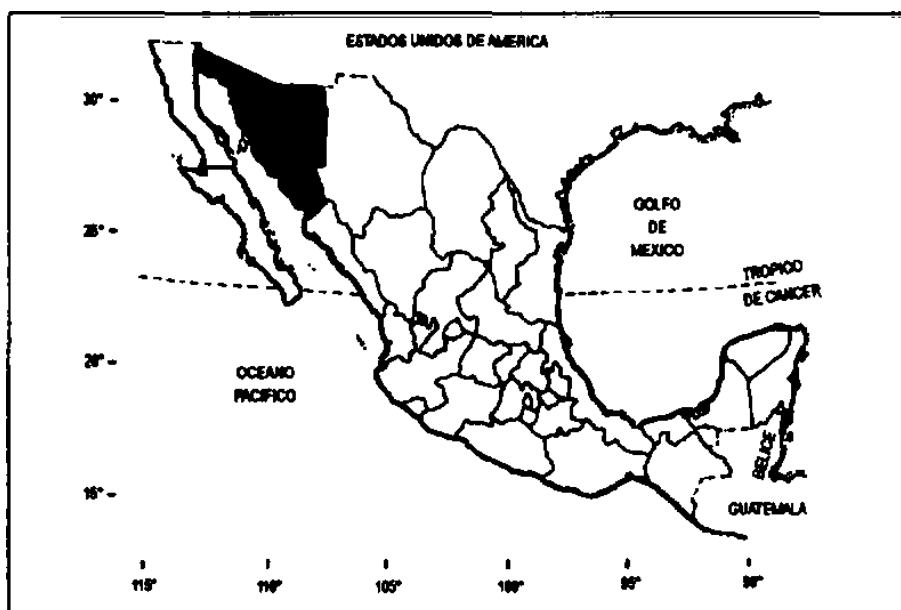 ESTADOS UNIDOS DE AMERICA
30°
GOLFO
DE
MEXICO
25°
TROPICO
DE CANCER
20°
OCEANO
PACIFICO
BELICE
15°
GUATEMALA
115°
110°
105°
100°
95°
90°